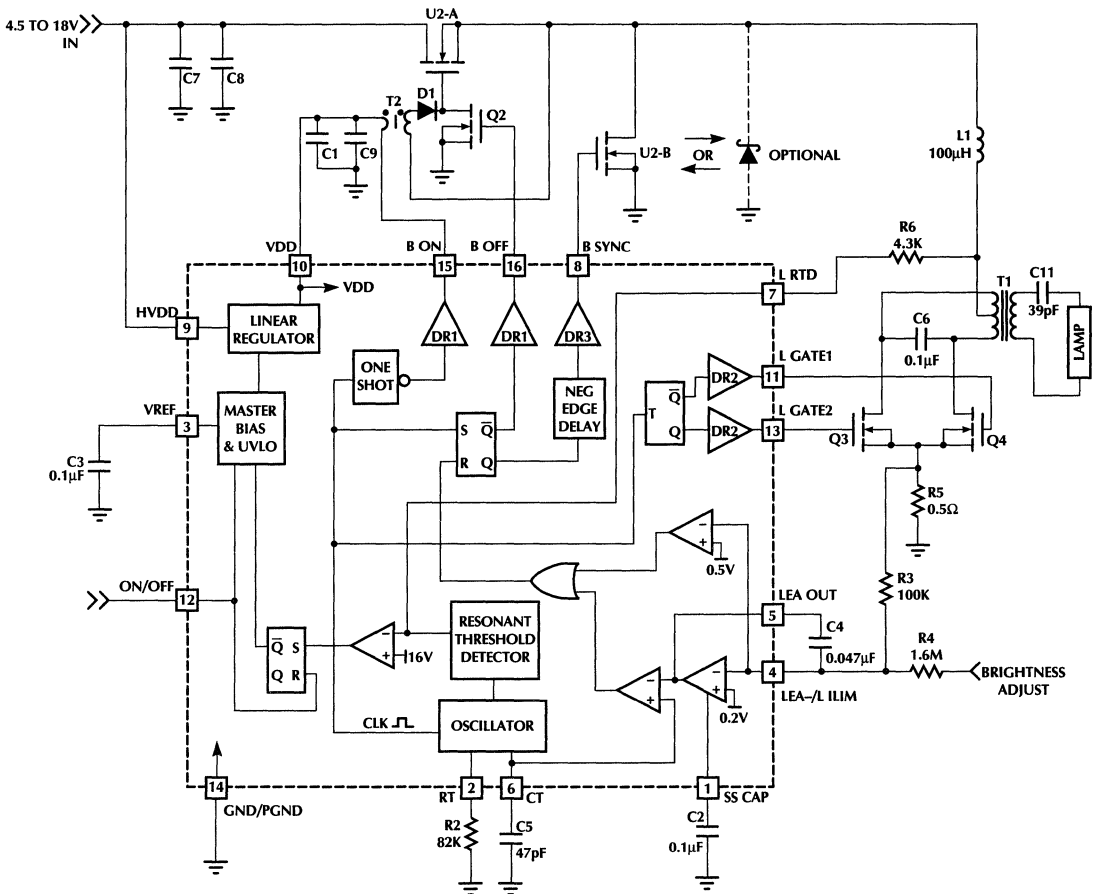 4.5 TO 18V
IN
C7
C8
U2-A
T2
D1
Q2
C1
C9
U2-B
OR
OPTIONAL
L1
100μH
R6
4.3K
VDD
10
B ON
15
B OFF
16
B SYNC
8
L RTD
7
VDD
HVDD
9
LINEAR
REGULATOR
DR1
DR1
DR3
ONE
SHOT
NEG
EDGE
DELAY
T1
C11
39pF
LAMP
C6
0.1μF
L GATE1
11
DR2
Q̅
T
Q
DR2
L GATE2
13
Q3
Q4
VREF
3
MASTER
BIAS
& UVLO
S
Q̅
R
Q
C3
0.1μF
R5
0.5Ω
−
+
0.5V
ON/OFF
12
R3
100K
LEA OUT
5
C4
0.047μF
R4
1.6M
BRIGHTNESS
ADJUST
4
LEA–/L ILIM
RESONANT
THRESHOLD
DETECTOR
−
+
16V
Q̅
S
Q
R
−
+
−
+
0.2V
CLK
OSCILLATOR
14
GND/PGND
RT
2
6
CT
1
SS CAP
R2
82K
C5
47pF
C2
0.1μF